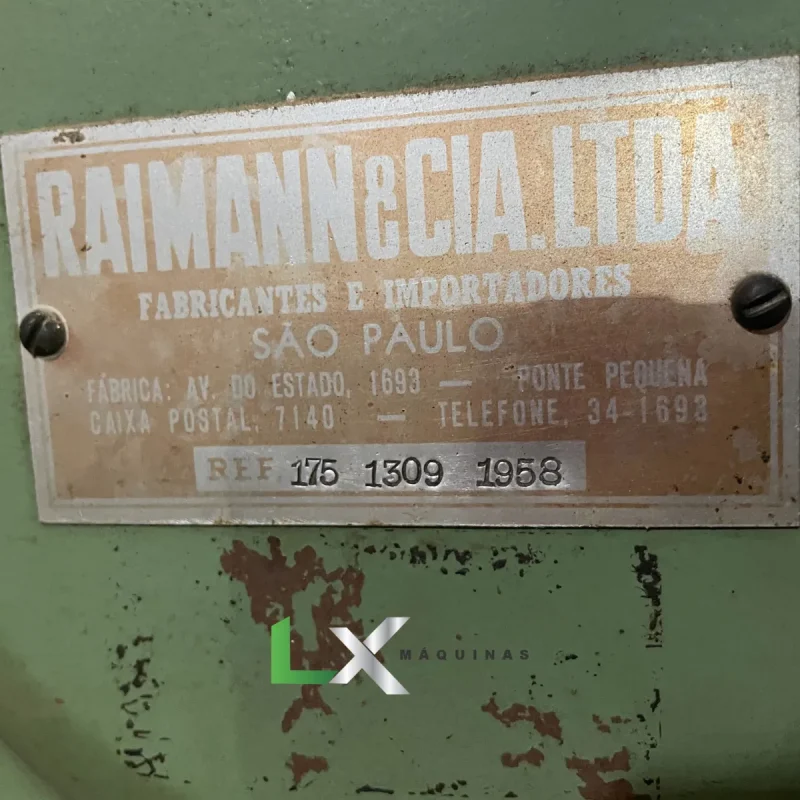 RAIMANN & CIA. LTDA
FABRICANTES E IMPORTADORES
SÃO PAULO
FÁBRICA: AV. DO ESTADO, 1693 — PONTE PEQUENA
CAIXA POSTAL, 7140 — TELEFONE, 34-1693
REF. 175 1309 1958
LX MÁQUINAS